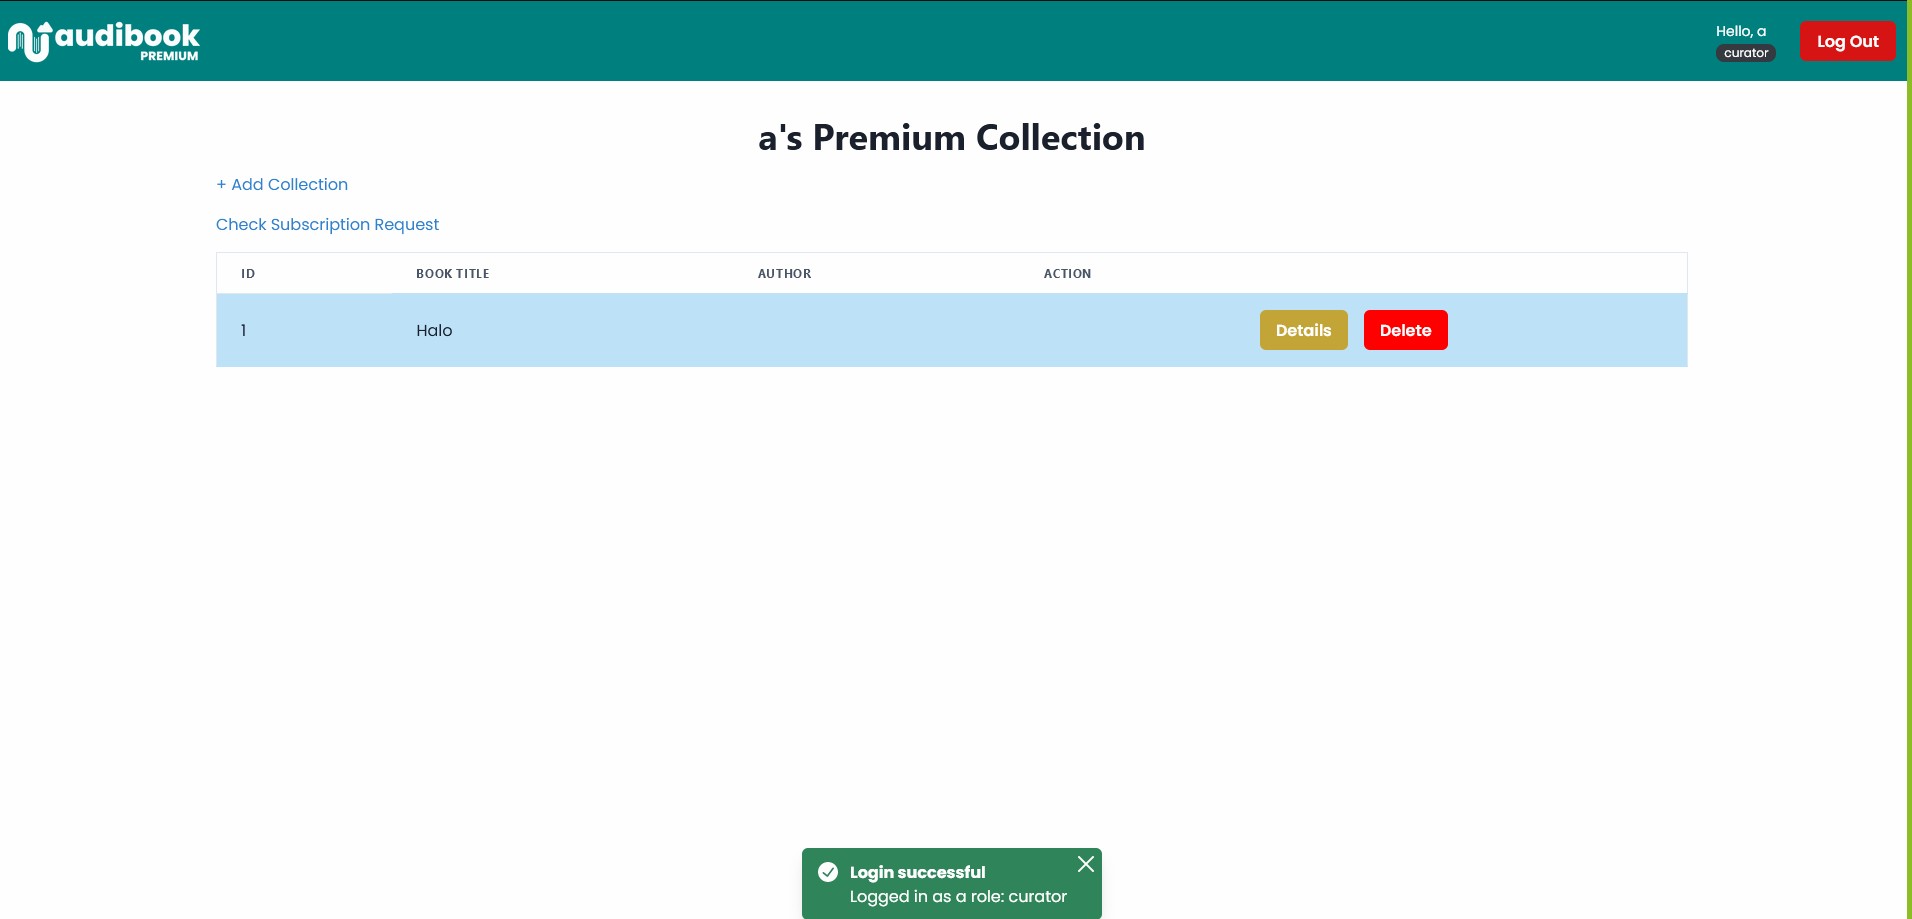 audibook
PREMIUM
Hello, a
curator
Log Out
a's Premium Collection
+ Add Collection
Check Subscription Request
ID BOOK TITLE AUTHOR ACTION
1 Halo Details Delete
Login successful
Logged in as a role: curator